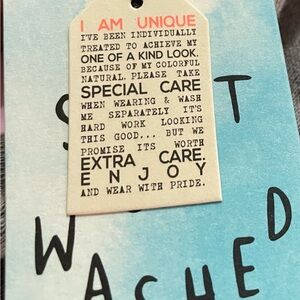 I AM UNIQUE
I'VE BEEN INDIVIDUALLY
TREATED TO ACHIEVE MY
ONE OF A KIND LOOK.
BECAUSE OF MY COLORFUL
NATURAL. PLEASE TAKE
SPECIAL CARE
WHEN WEARING & WASH
ME SEPARATELY IT'S
HARD WORK LOOKING
THIS GOOD... BUT WE
PROMISE ITS WORTH
EXTRA CARE.
ENJOY
AND WEAR WITH PRIDE.
WASHED